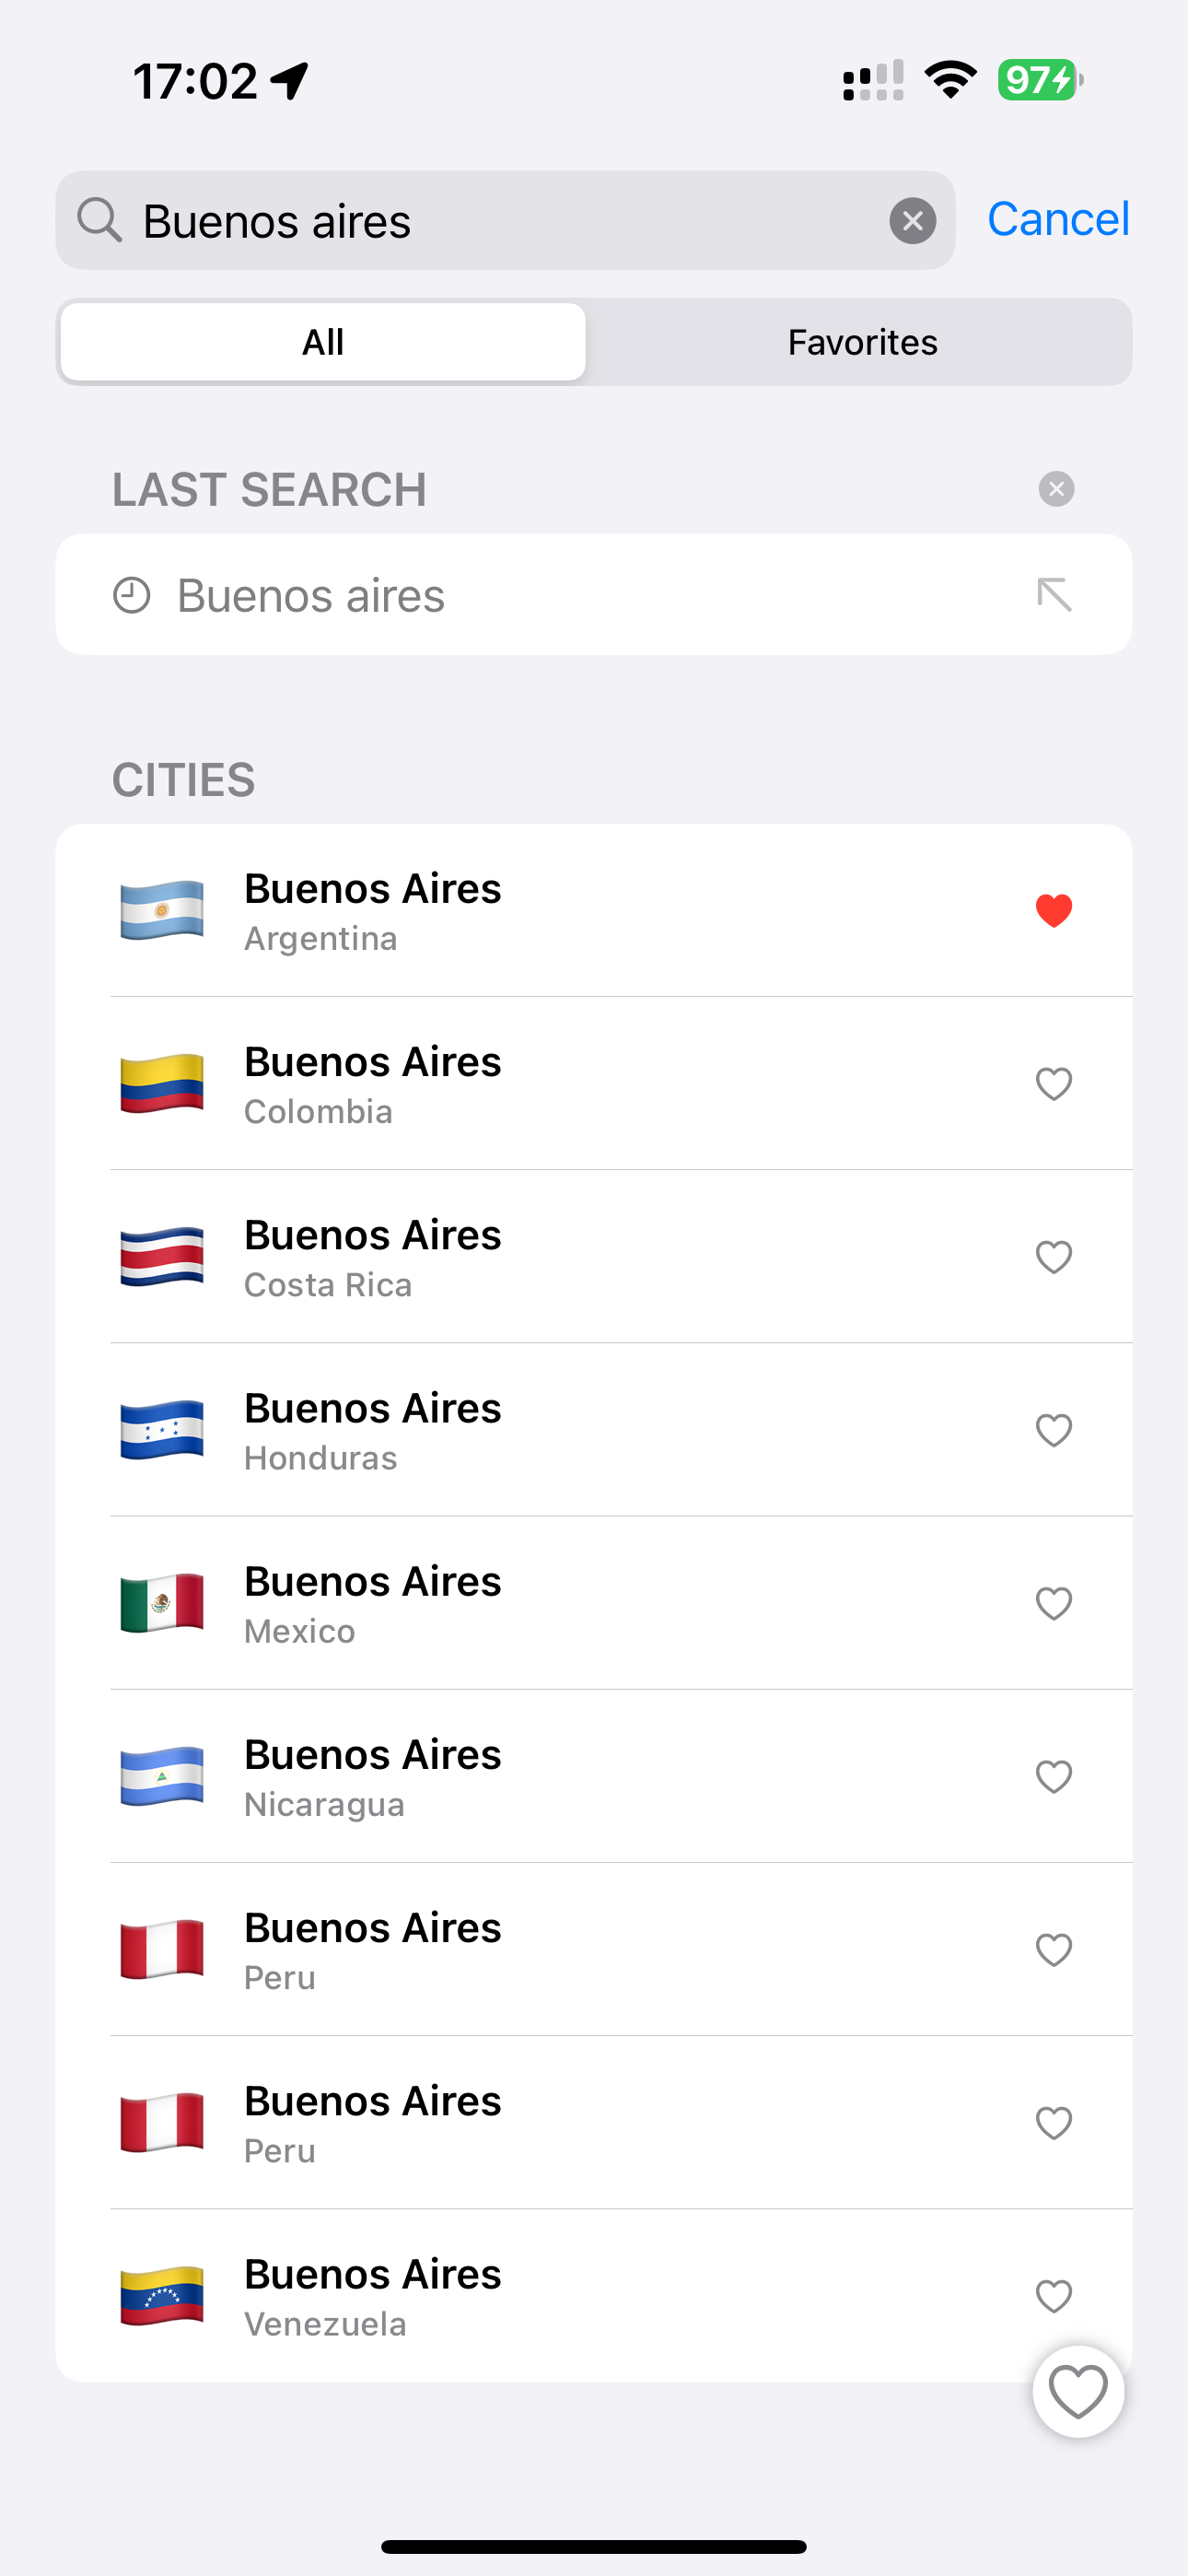 17:02
97
Buenos aires
Cancel
All
Favorites
LAST SEARCH
Buenos aires
CITIES
Buenos Aires
Argentina
Buenos Aires
Colombia
Buenos Aires
Costa Rica
Buenos Aires
Honduras
Buenos Aires
Mexico
Buenos Aires
Nicaragua
Buenos Aires
Peru
Buenos Aires
Peru
Buenos Aires
Venezuela